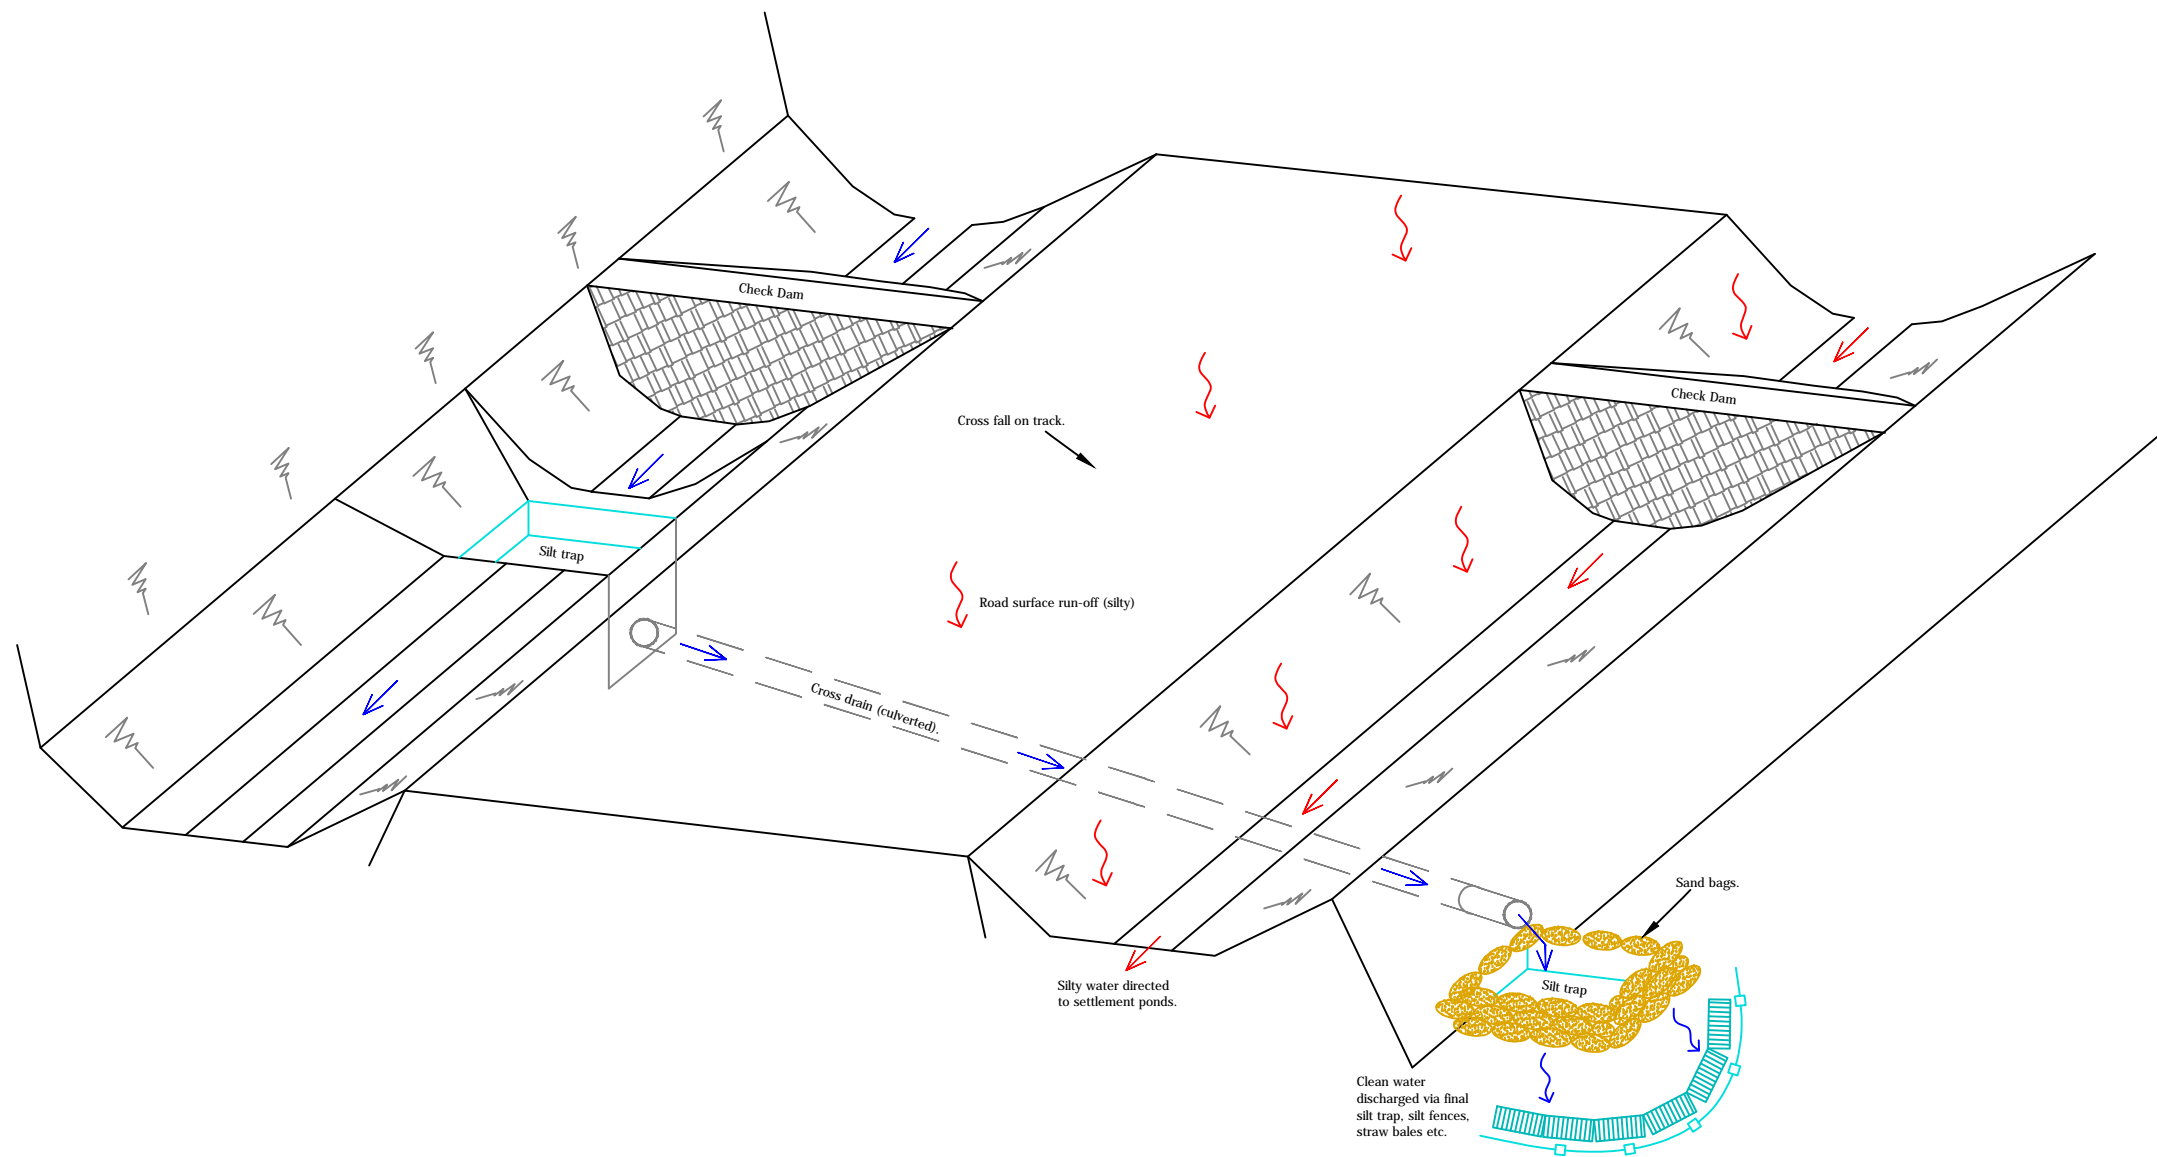 Check Dam
Check Dam
Cross fall on track.
Silt trap
Road surface run-off (silty)
Cross drain (culverted).
Sand bags.
Silty water directed
to settlement ponds.
Silt trap
Clean water
discharged via final
silt trap, silt fences,
straw bales etc.